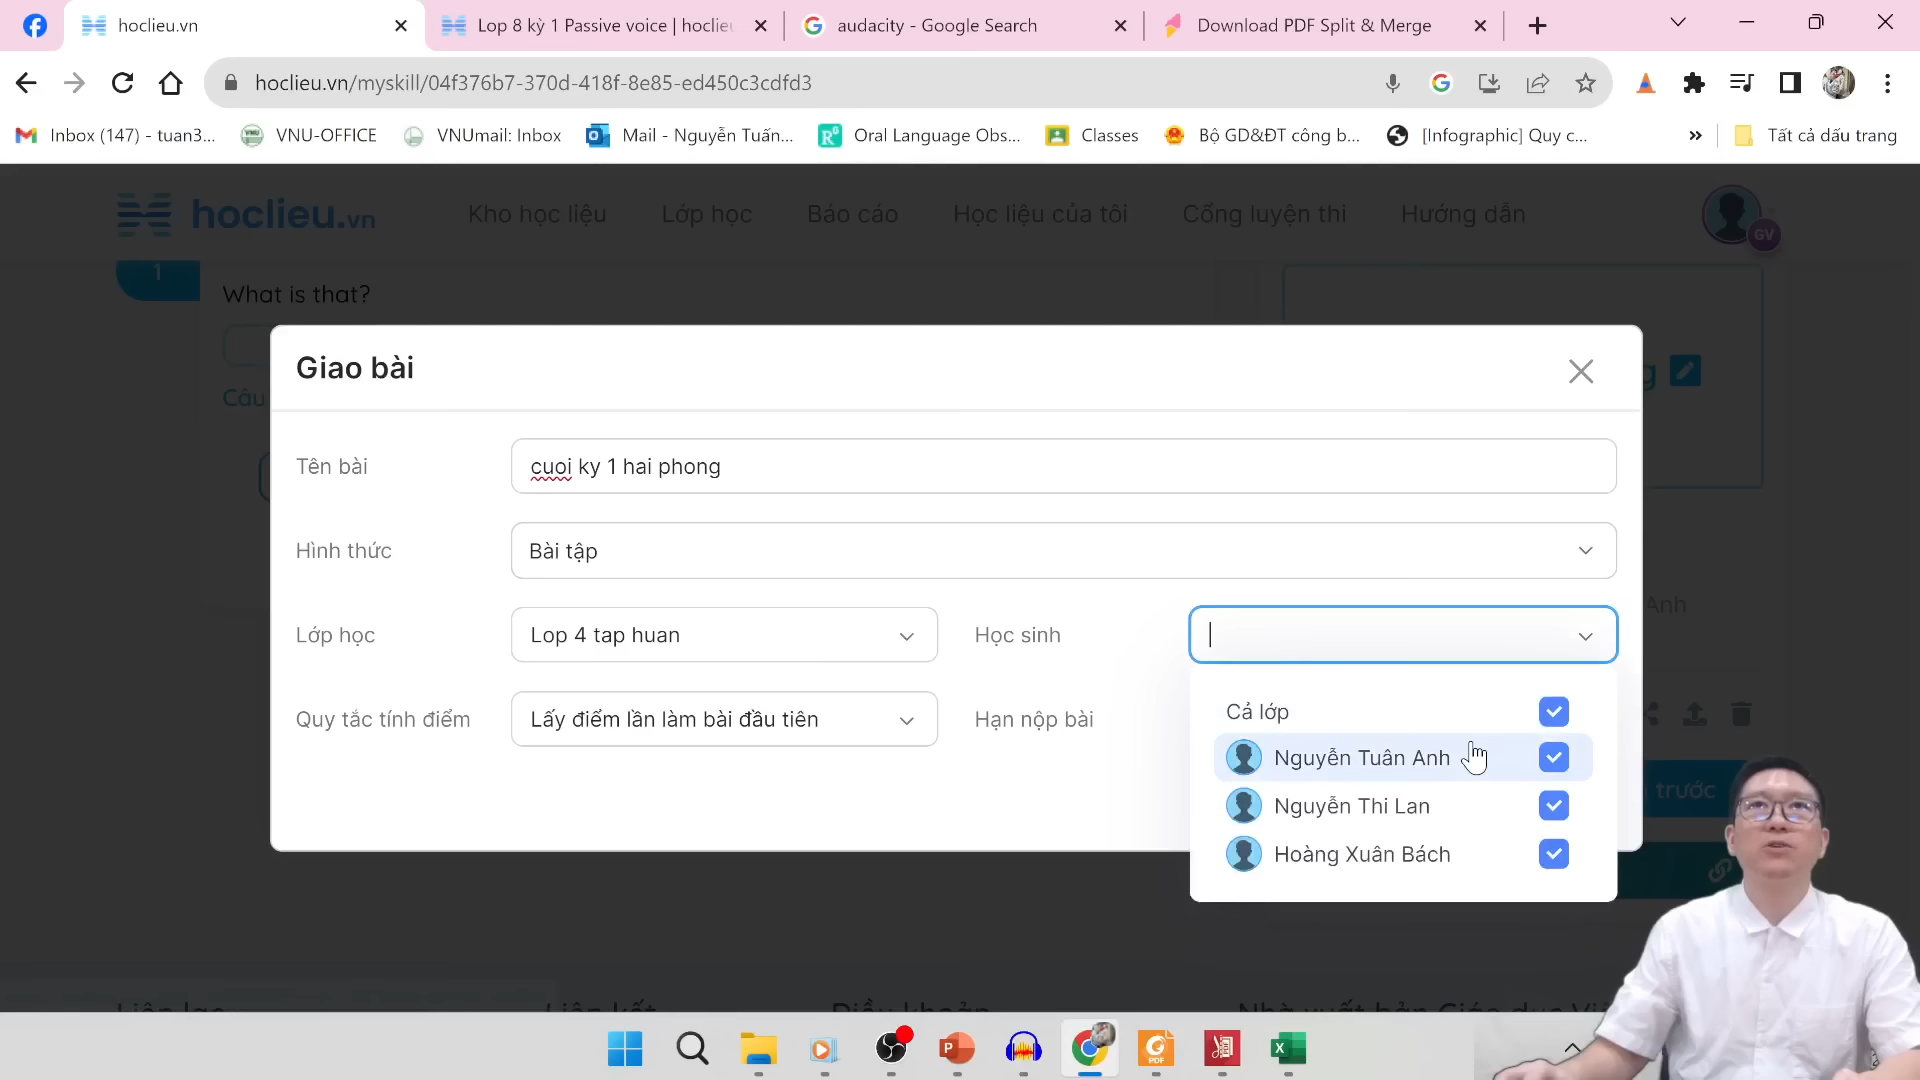 hoclieu.vn
Lop 8 kỳ 1 Passive voice | hoclieu
audacity - Google Search
Download PDF Split & Merge
hoclieu.vn/myskill/04f376b7-370d-418f-8e85-ed450c3cdfd3
Inbox (147) - tuan3...
VNU-OFFICE
VNUmail: Inbox
Mail - Nguyễn Tuấn...
Oral Language Obs...
Classes
Bộ GD&ĐT công b...
[Infographic] Quy c...
»
Tất cả dấu trang
hoclieu.vn
Kho học liệu
Lớp học
Báo cáo
Học liệu của tôi
Cổng luyện thi
Hướng dẫn
GV
1
What is that?
Câu
Giao bài
Tên bài
cuoi ky 1 hai phong
Hình thức
Bài tập
Lớp học
Lop 4 tap huan
Học sinh
Anh
Quy tắc tính điểm
Lấy điểm lần làm bài đầu tiên
Hạn nộp bài
Cả lớp
Nguyễn Tuân Anh
Nguyễn Thi Lan
Hoàng Xuân Bách
trước